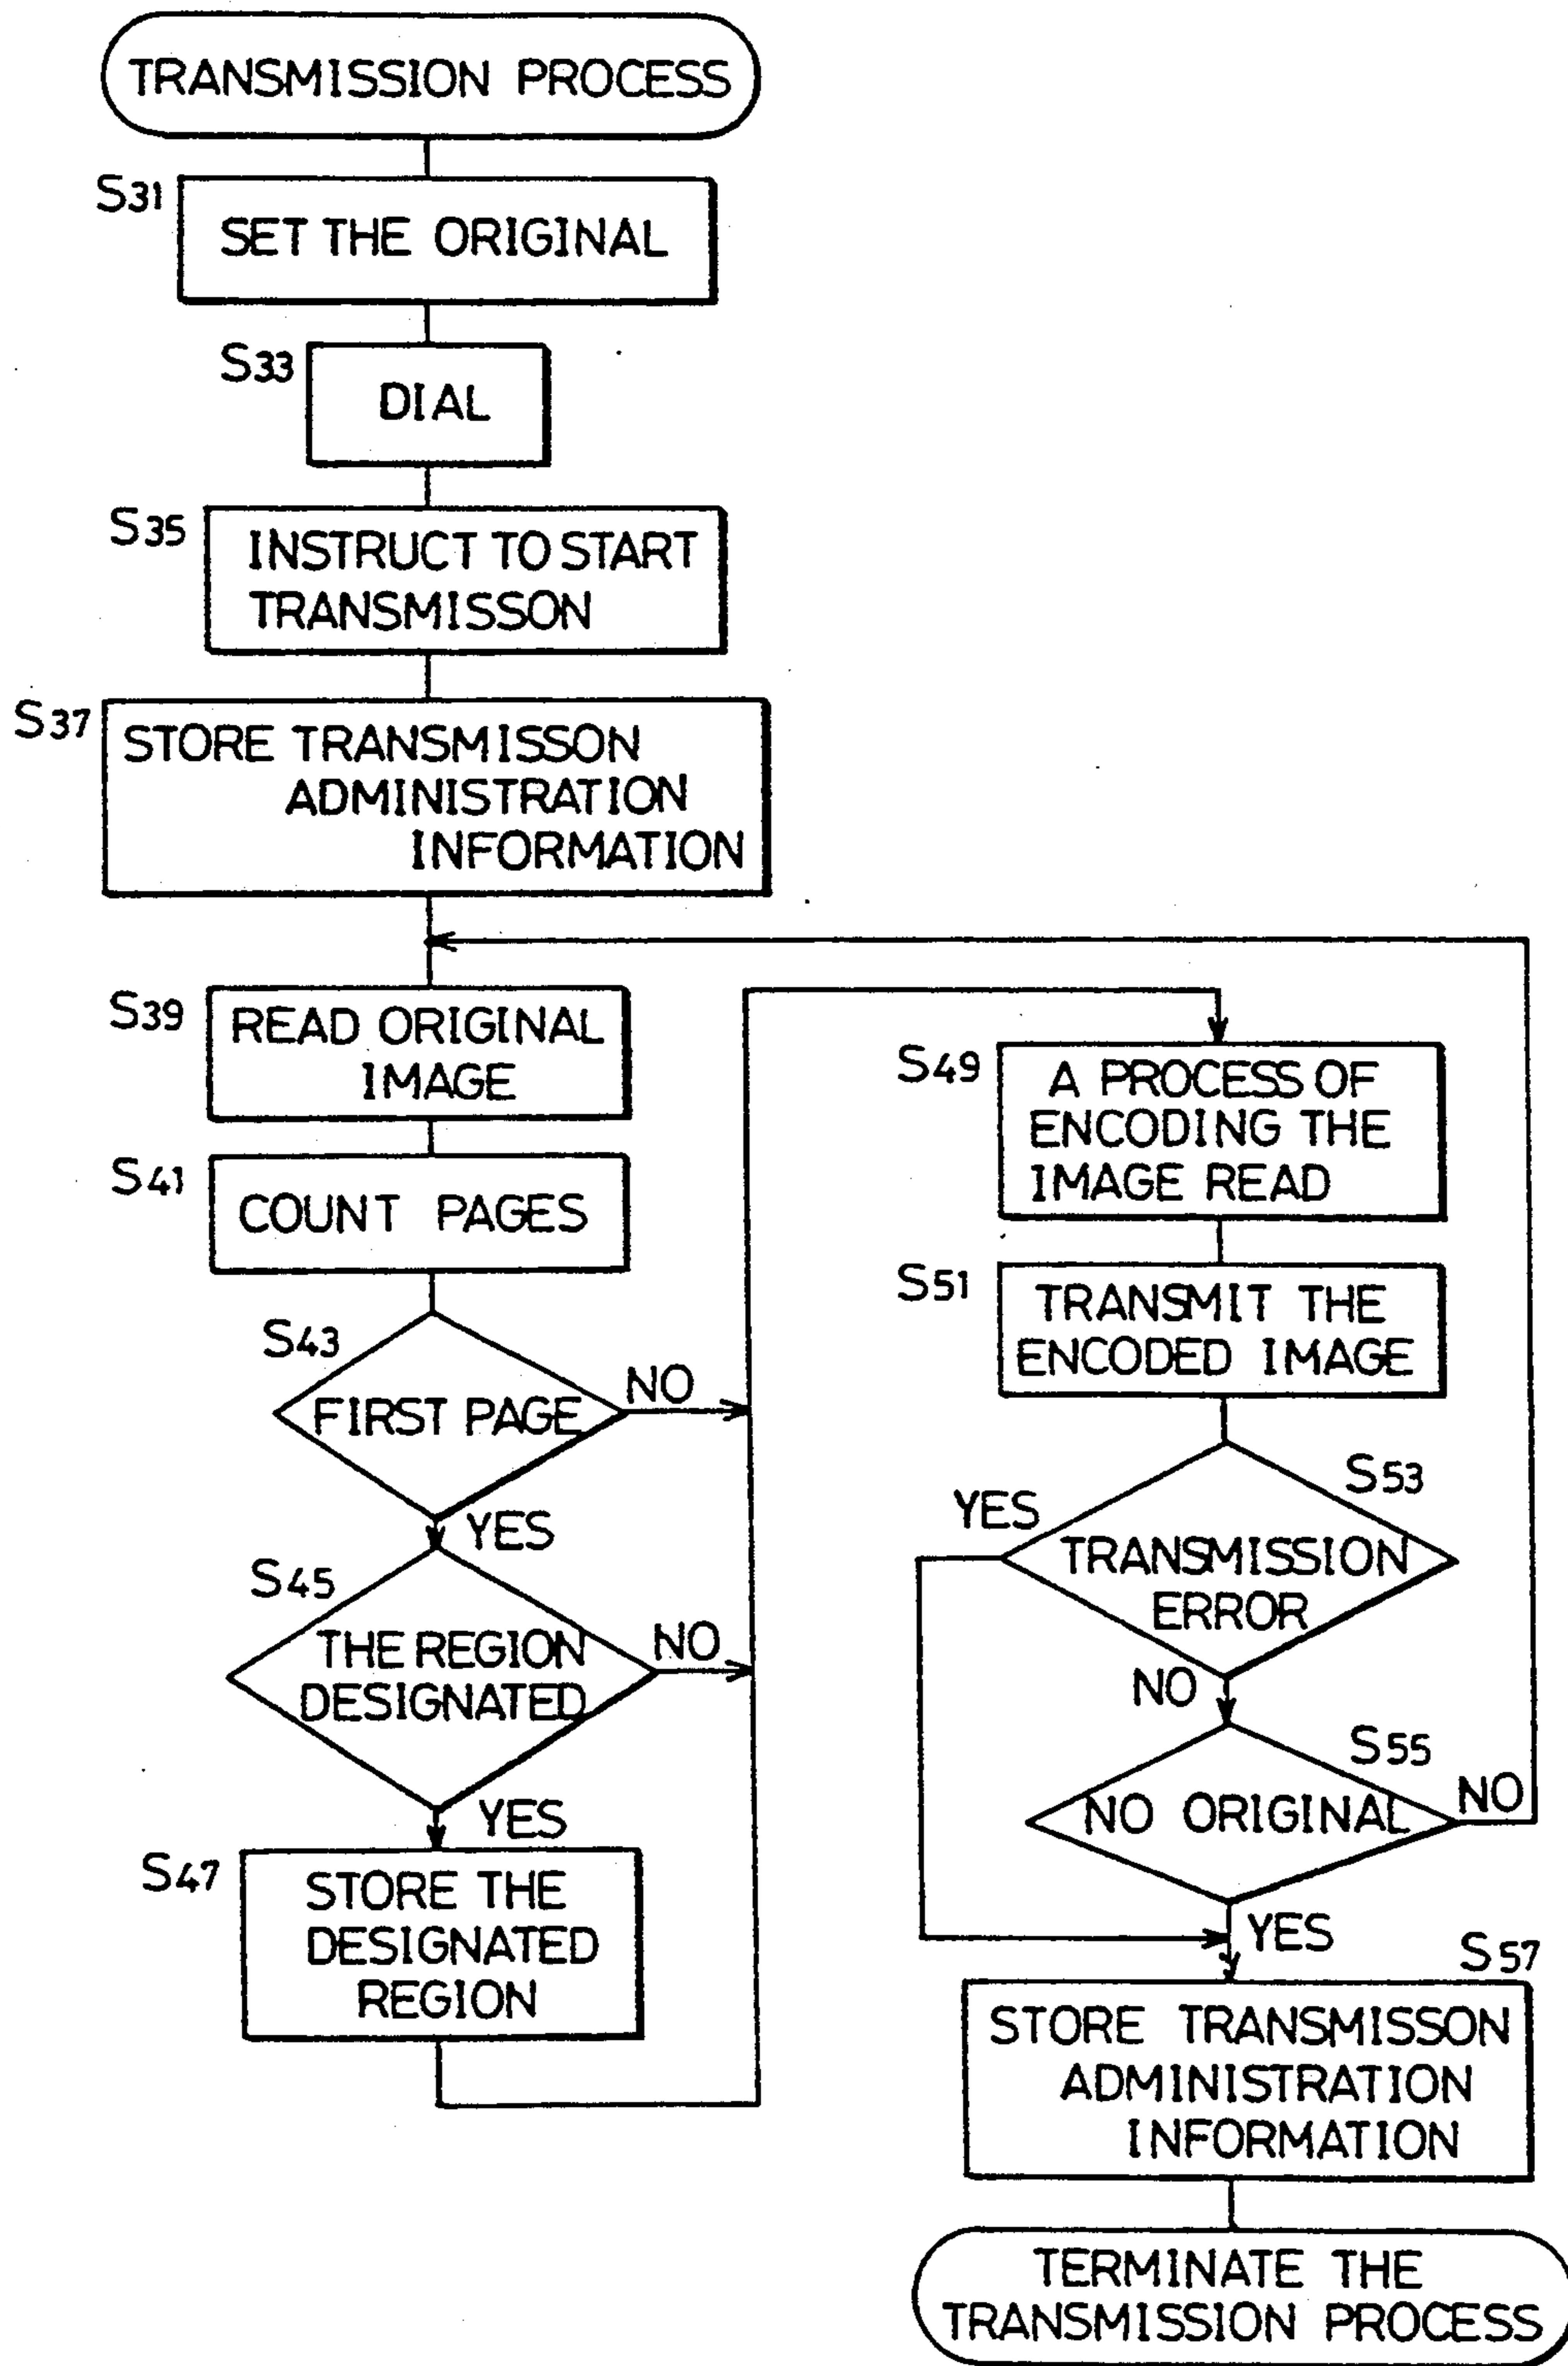 TRANSMISSION PROCESS
S31
SET THE ORIGINAL
S33
DIAL
S35
INSTRUCT TO START
TRANSMISSON
S37
STORE TRANSMISSON
ADMINISTRATION
INFORMATION
S39
READ ORIGINAL
IMAGE
S41
COUNT PAGES
S43
FIRST PAGE
NO
YES
S45
THE REGION
DESIGNATED
NO
YES
S47
STORE THE
DESIGNATED
REGION
S49
A PROCESS OF
ENCODING THE
IMAGE READ
S51
TRANSMIT THE
ENCODED IMAGE
S53
YES
TRANSMISSION
ERROR
NO
S55
NO ORIGINAL
NO
YES
S57
STORE TRANSMISSON
ADMINISTRATION
INFORMATION
TERMINATE THE
TRANSMISSION PROCESS